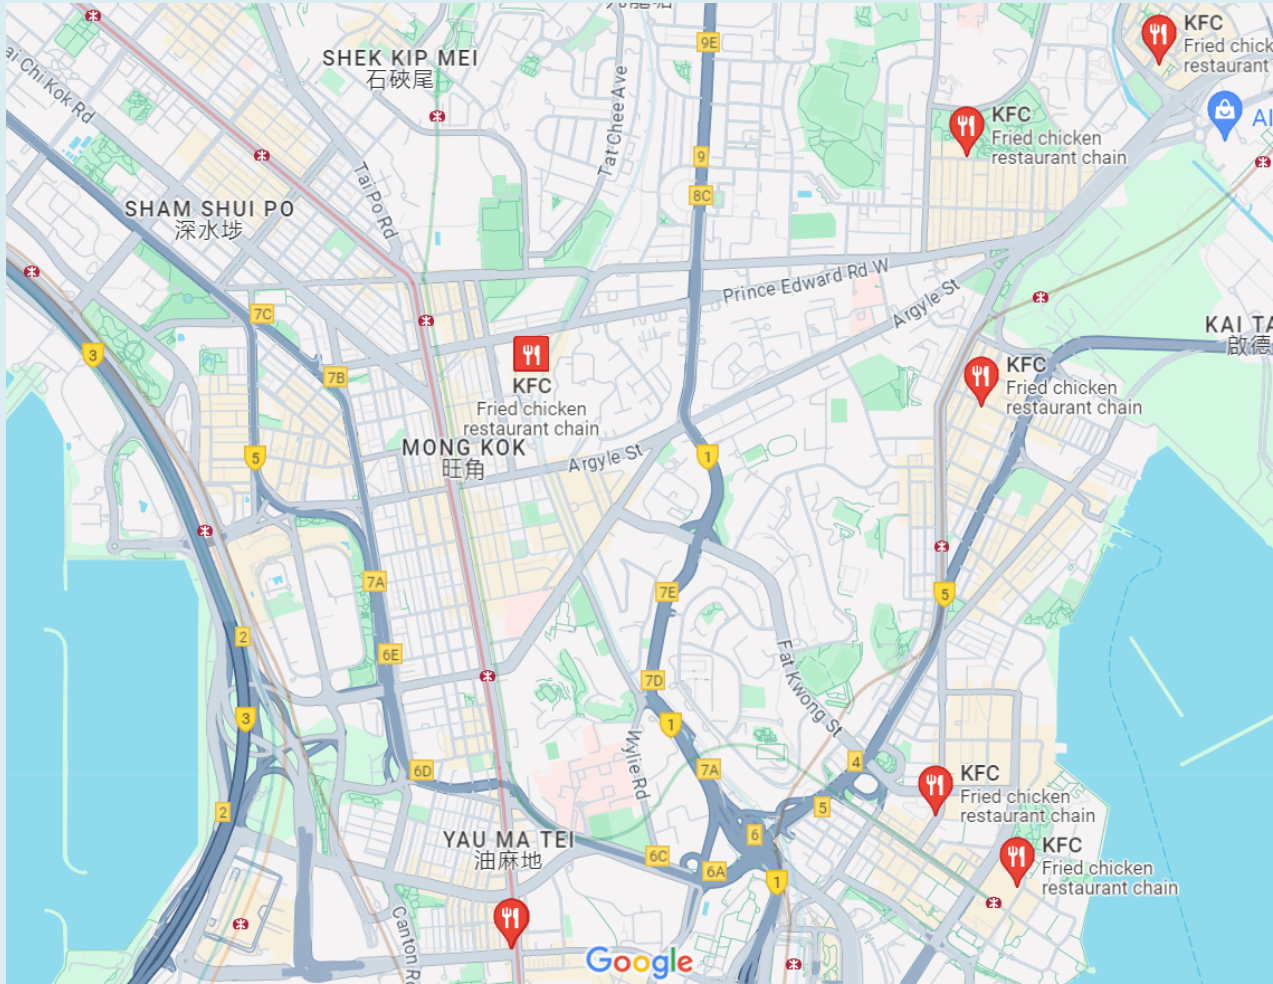 9E
KFC
Fried chick
restaurant
SHEK KIP MEI
石硤尾
ai Chi Kok Rd
Tat Chee Ave
KFC
Fried chicken
restaurant chain
9
8C
Tai Po Rd
SHAM SHUI PO
深水埗
Prince Edward Rd W
Argyle St
7C
3
KAI TA
啟德
7B
KFC
Fried chicken
restaurant chain
KFC
Fried chicken
restaurant chain
MONG KOK
旺角
Argyle St
5
1
7A
7E
5
2
6E
Fat Kwong St
7D
3
1
Wylie Rd
6D
7A
4
KFC
Fried chicken
restaurant chain
2
5
YAU MA TEI
油麻地
6
6C
6A
1
KFC
Fried chicken
restaurant chain
Canton Rd
Google